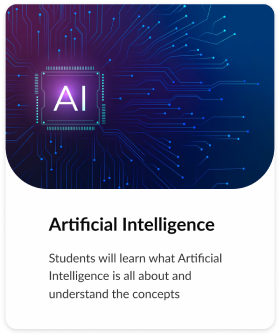 AI
Artificial Intelligence
Students will learn what Artificial
Intelligence is all about and
understand the concepts